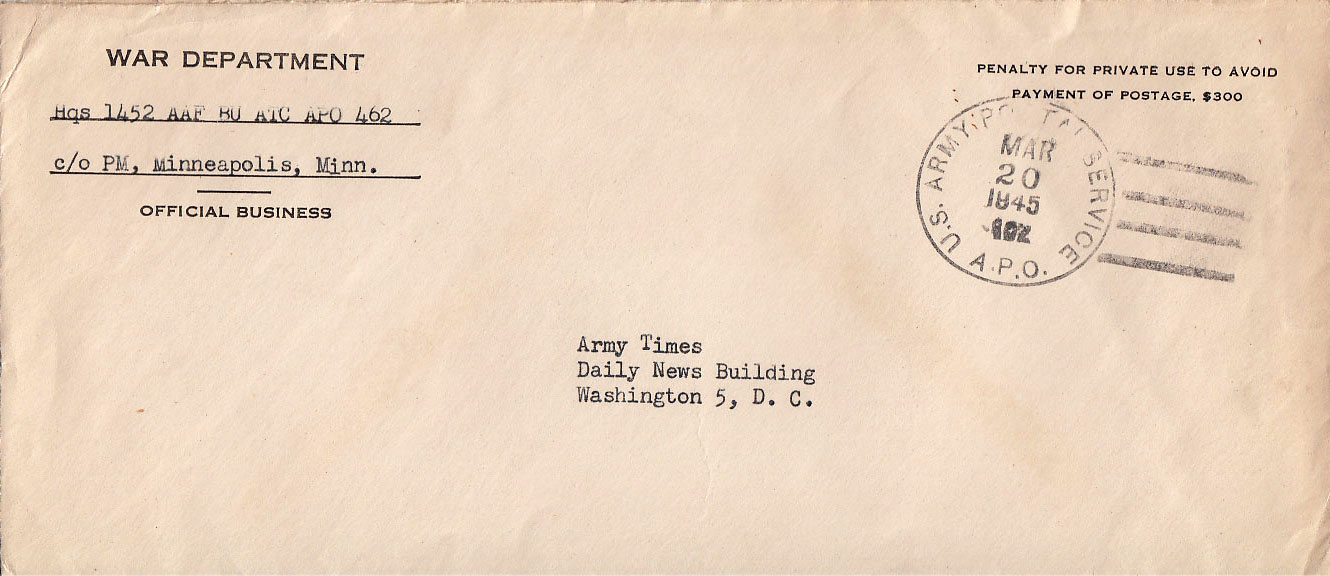 WAR DEPARTMENT
Hqs 1452 AAF BU ATC APO 462
c/o PM, Minneapolis, Minn.
OFFICIAL BUSINESS
PENALTY FOR PRIVATE USE TO AVOID
PAYMENT OF POSTAGE, $300
U.S. ARMY POSTAL SERVICE
MAR
20
1945
A.P.O.
Army Times
Daily News Building
Washington 5, D. C.